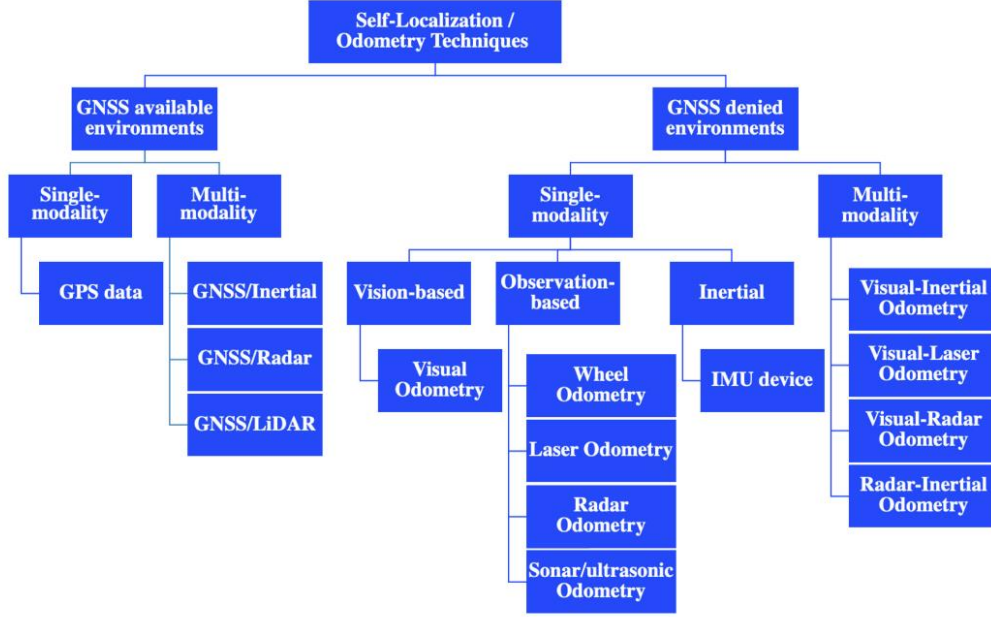 Self-Localization /
Odometry Techniques
GNSS available
environments
GNSS denied
environments
Single-
modality
Multi-
modality
Single-
modality
Multi-
modality
GPS data
GNSS/Inertial
GNSS/Radar
GNSS/LiDAR
Vision-based
Observation-
based
Inertial
Visual
Odometry
Wheel
Odometry
Laser Odometry
Radar
Odometry
Sonar/ultrasonic
Odometry
IMU device
Visual-Inertial
Odometry
Visual-Laser
Odometry
Visual-Radar
Odometry
Radar-Inertial
Odometry